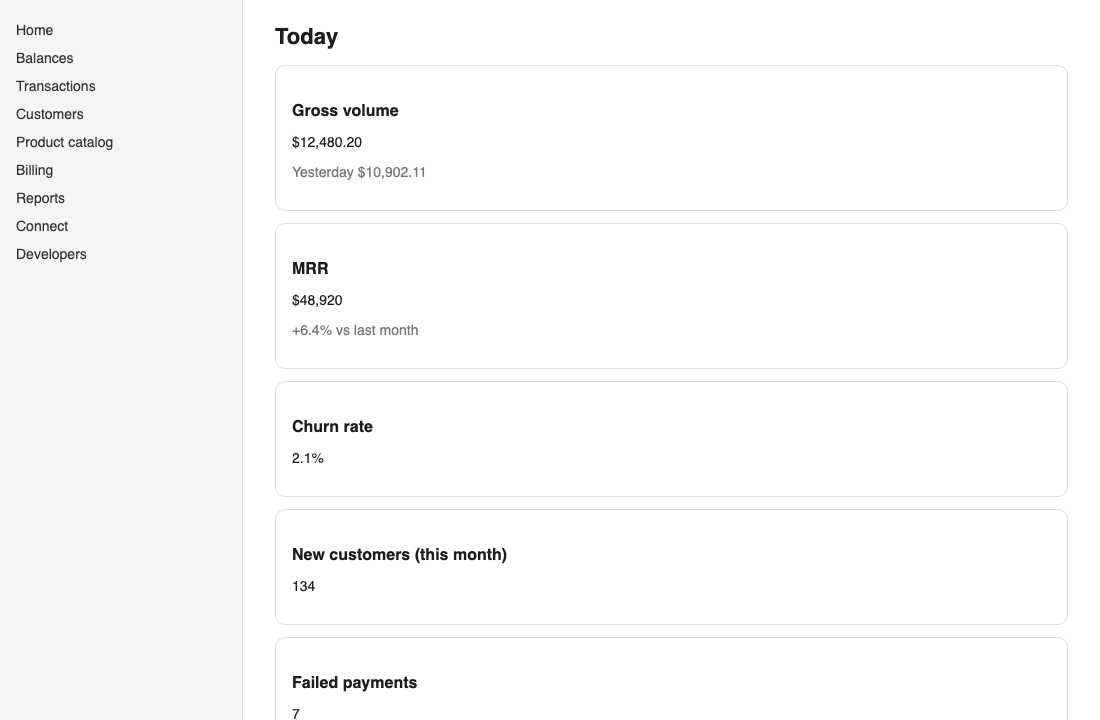 Home
Balances
Transactions
Customers
Product catalog
Billing
Reports
Connect
Developers
Today
Gross volume
$12,480.20
Yesterday $10,902.11
MRR
$48,920
+6.4% vs last month
Churn rate
2.1%
New customers (this month)
134
Failed payments
7